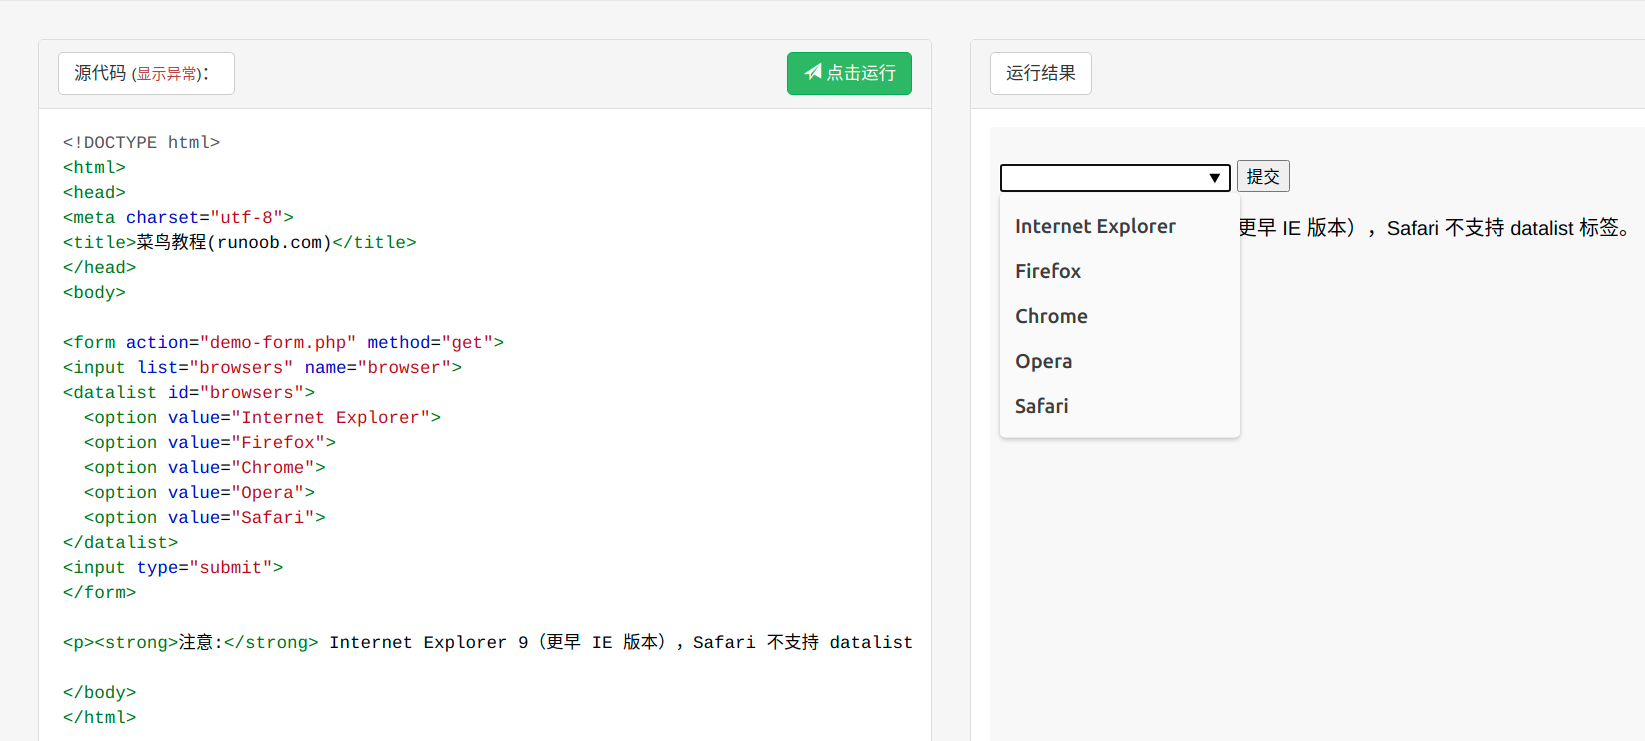 源代码 (显示异常)：
点击运行
<!DOCTYPE html>
<html>
<head>
<meta charset="utf-8">
<title>菜鸟教程(runoob.com)</title>
</head>
<body>
<form action="demo-form.php" method="get">
<input list="browsers" name="browser">
<datalist id="browsers">
  <option value="Internet Explorer">
  <option value="Firefox">
  <option value="Chrome">
  <option value="Opera">
  <option value="Safari">
</datalist>
<input type="submit">
</form>
<p><strong>注意:</strong> Internet Explorer 9（更早 IE 版本），Safari 不支持 datalist
</body>
</html>
运行结果
提交
Internet Explorer
Firefox
Chrome
Opera
Safari
更早 IE 版本），Safari 不支持 datalist 标签。